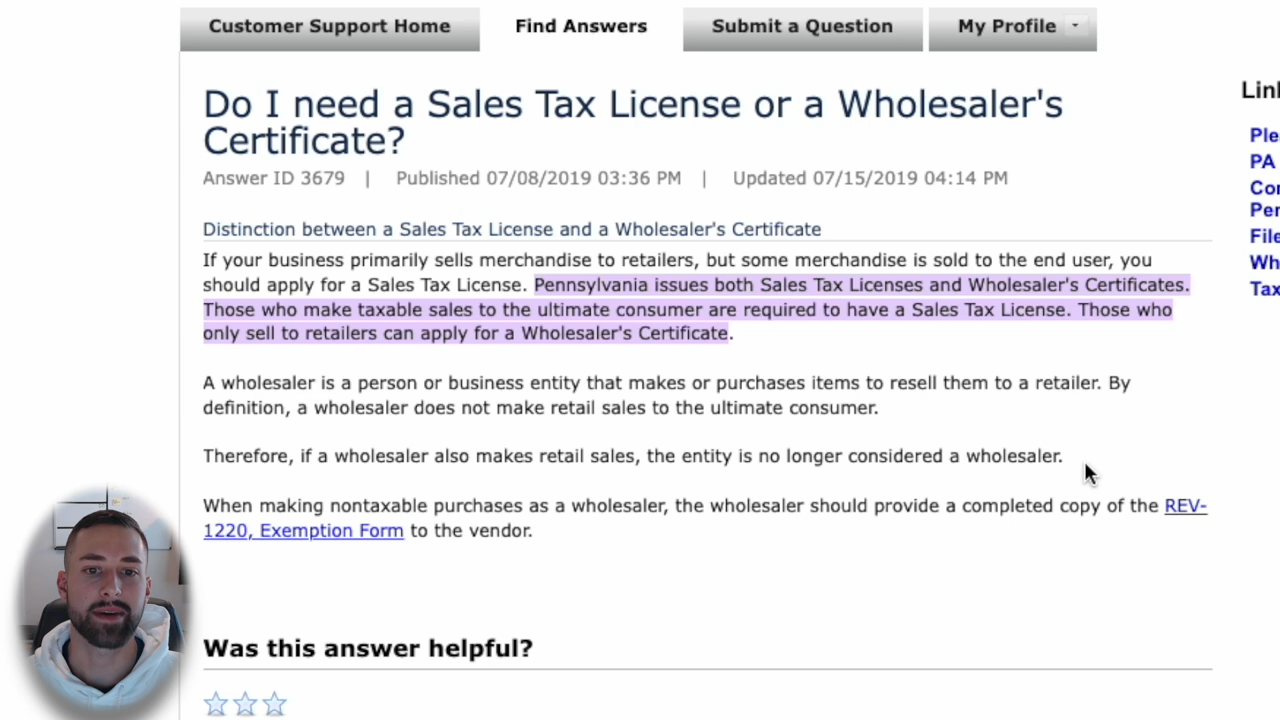 Customer Support Home Find Answers Submit a Question My Profile
Do I need a Sales Tax License or a Wholesaler's
Certificate?
Answer ID 3679 | Published 07/08/2019 03:36 PM | Updated 07/15/2019 04:14 PM
Distinction between a Sales Tax License and a Wholesaler's Certificate
If your business primarily sells merchandise to retailers, but some merchandise is sold to the end user, you
should apply for a Sales Tax License. Pennsylvania issues both Sales Tax Licenses and Wholesaler's Certificates.
Those who make taxable sales to the ultimate consumer are required to have a Sales Tax License. Those who
only sell to retailers can apply for a Wholesaler's Certificate.
A wholesaler is a person or business entity that makes or purchases items to resell them to a retailer. By
definition, a wholesaler does not make retail sales to the ultimate consumer.
Therefore, if a wholesaler also makes retail sales, the entity is no longer considered a wholesaler.
When making nontaxable purchases as a wholesaler, the wholesaler should provide a completed copy of the REV-
1220, Exemption Form to the vendor.
Was this answer helpful?
PA